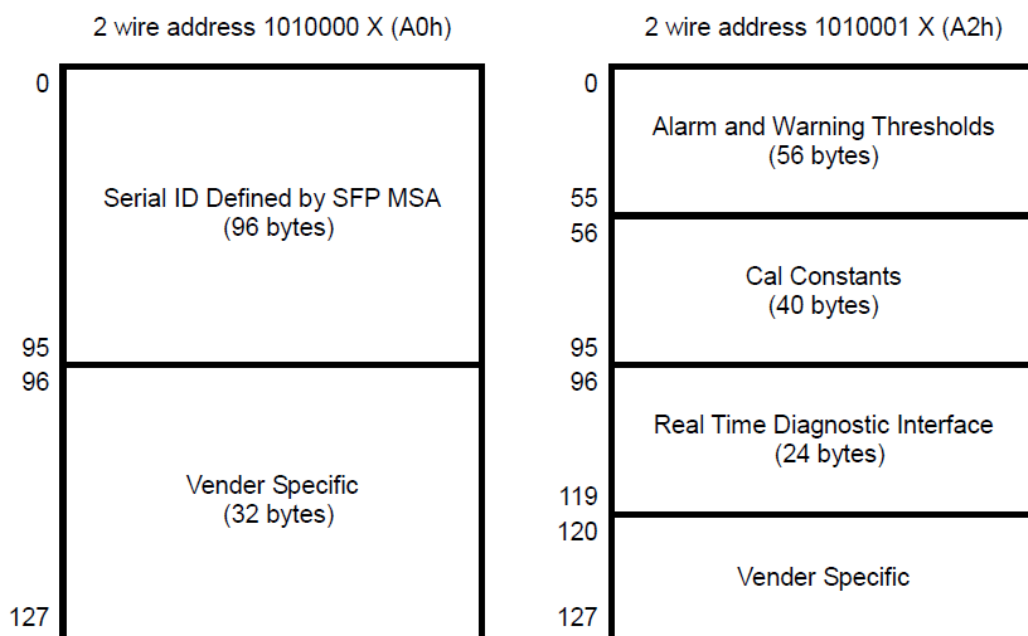 2 wire address 1010000 X (A0h)
0
Serial ID Defined by SFP MSA
(96 bytes)
95
96
Vender Specific
(32 bytes)
127
2 wire address 1010001 X (A2h)
0
Alarm and Warning Thresholds
(56 bytes)
55
56
Cal Constants
(40 bytes)
95
96
Real Time Diagnostic Interface
(24 bytes)
119
120
Vender Specific
127